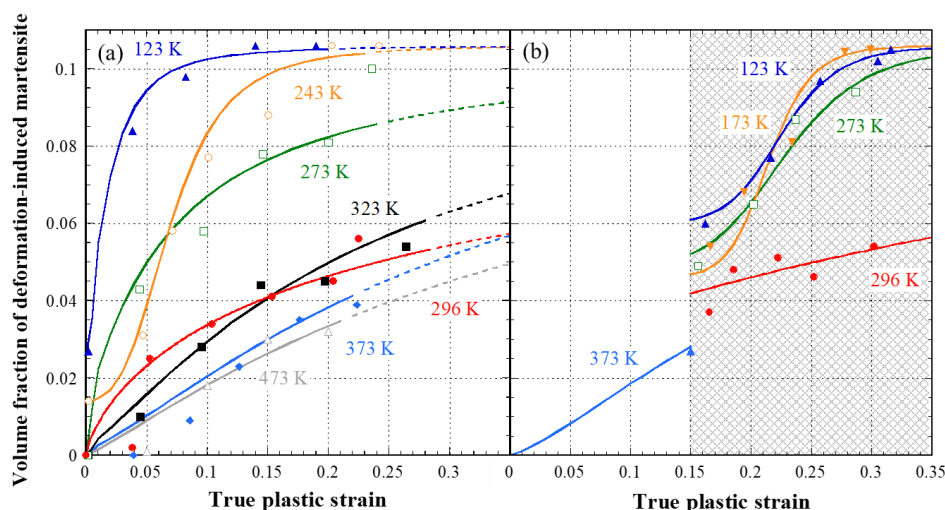 Volume fraction of deformation-induced martensite
(a)
123 K
243 K
273 K
323 K
296 K
373 K
473 K
0.1
0.08
0.06
0.04
0.02
0
0
0.05
0.1
0.15
0.2
0.25
0.3
True plastic strain
(b)
123 K
173 K
273 K
296 K
373 K
0
0.05
0.1
0.15
0.2
0.25
0.3
0.35
True plastic strain